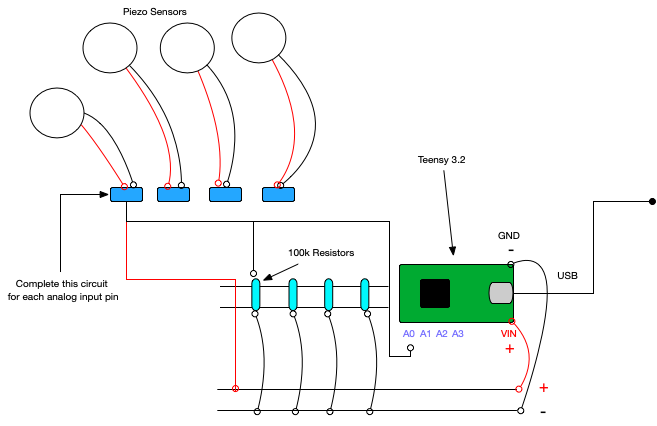 Piezo Sensors
Teensy 3.2
Complete this circuit
for each analog input pin
100k Resistors
GND
-
USB
A0 A1 A2 A3
VIN
+
+
-